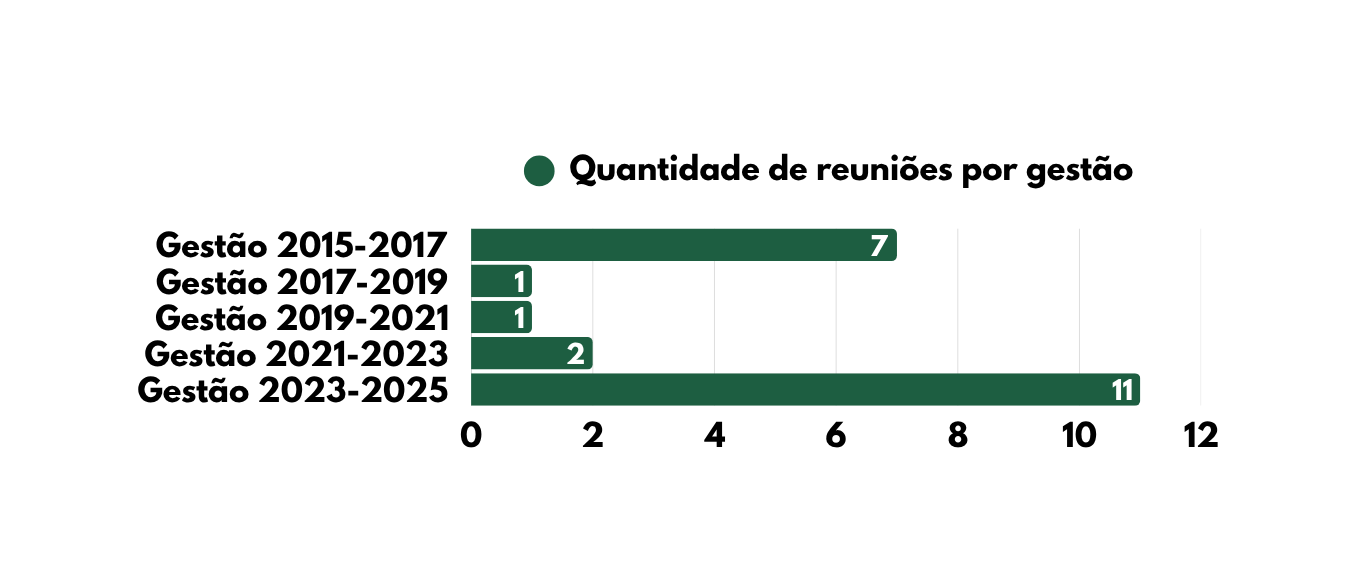 Quantidade de reuniões por gestão
Gestão 2015-2017 7
Gestão 2017-2019 1
Gestão 2019-2021 1
Gestão 2021-2023 2
Gestão 2023-2025 11
0 2 4 6 8 10 12